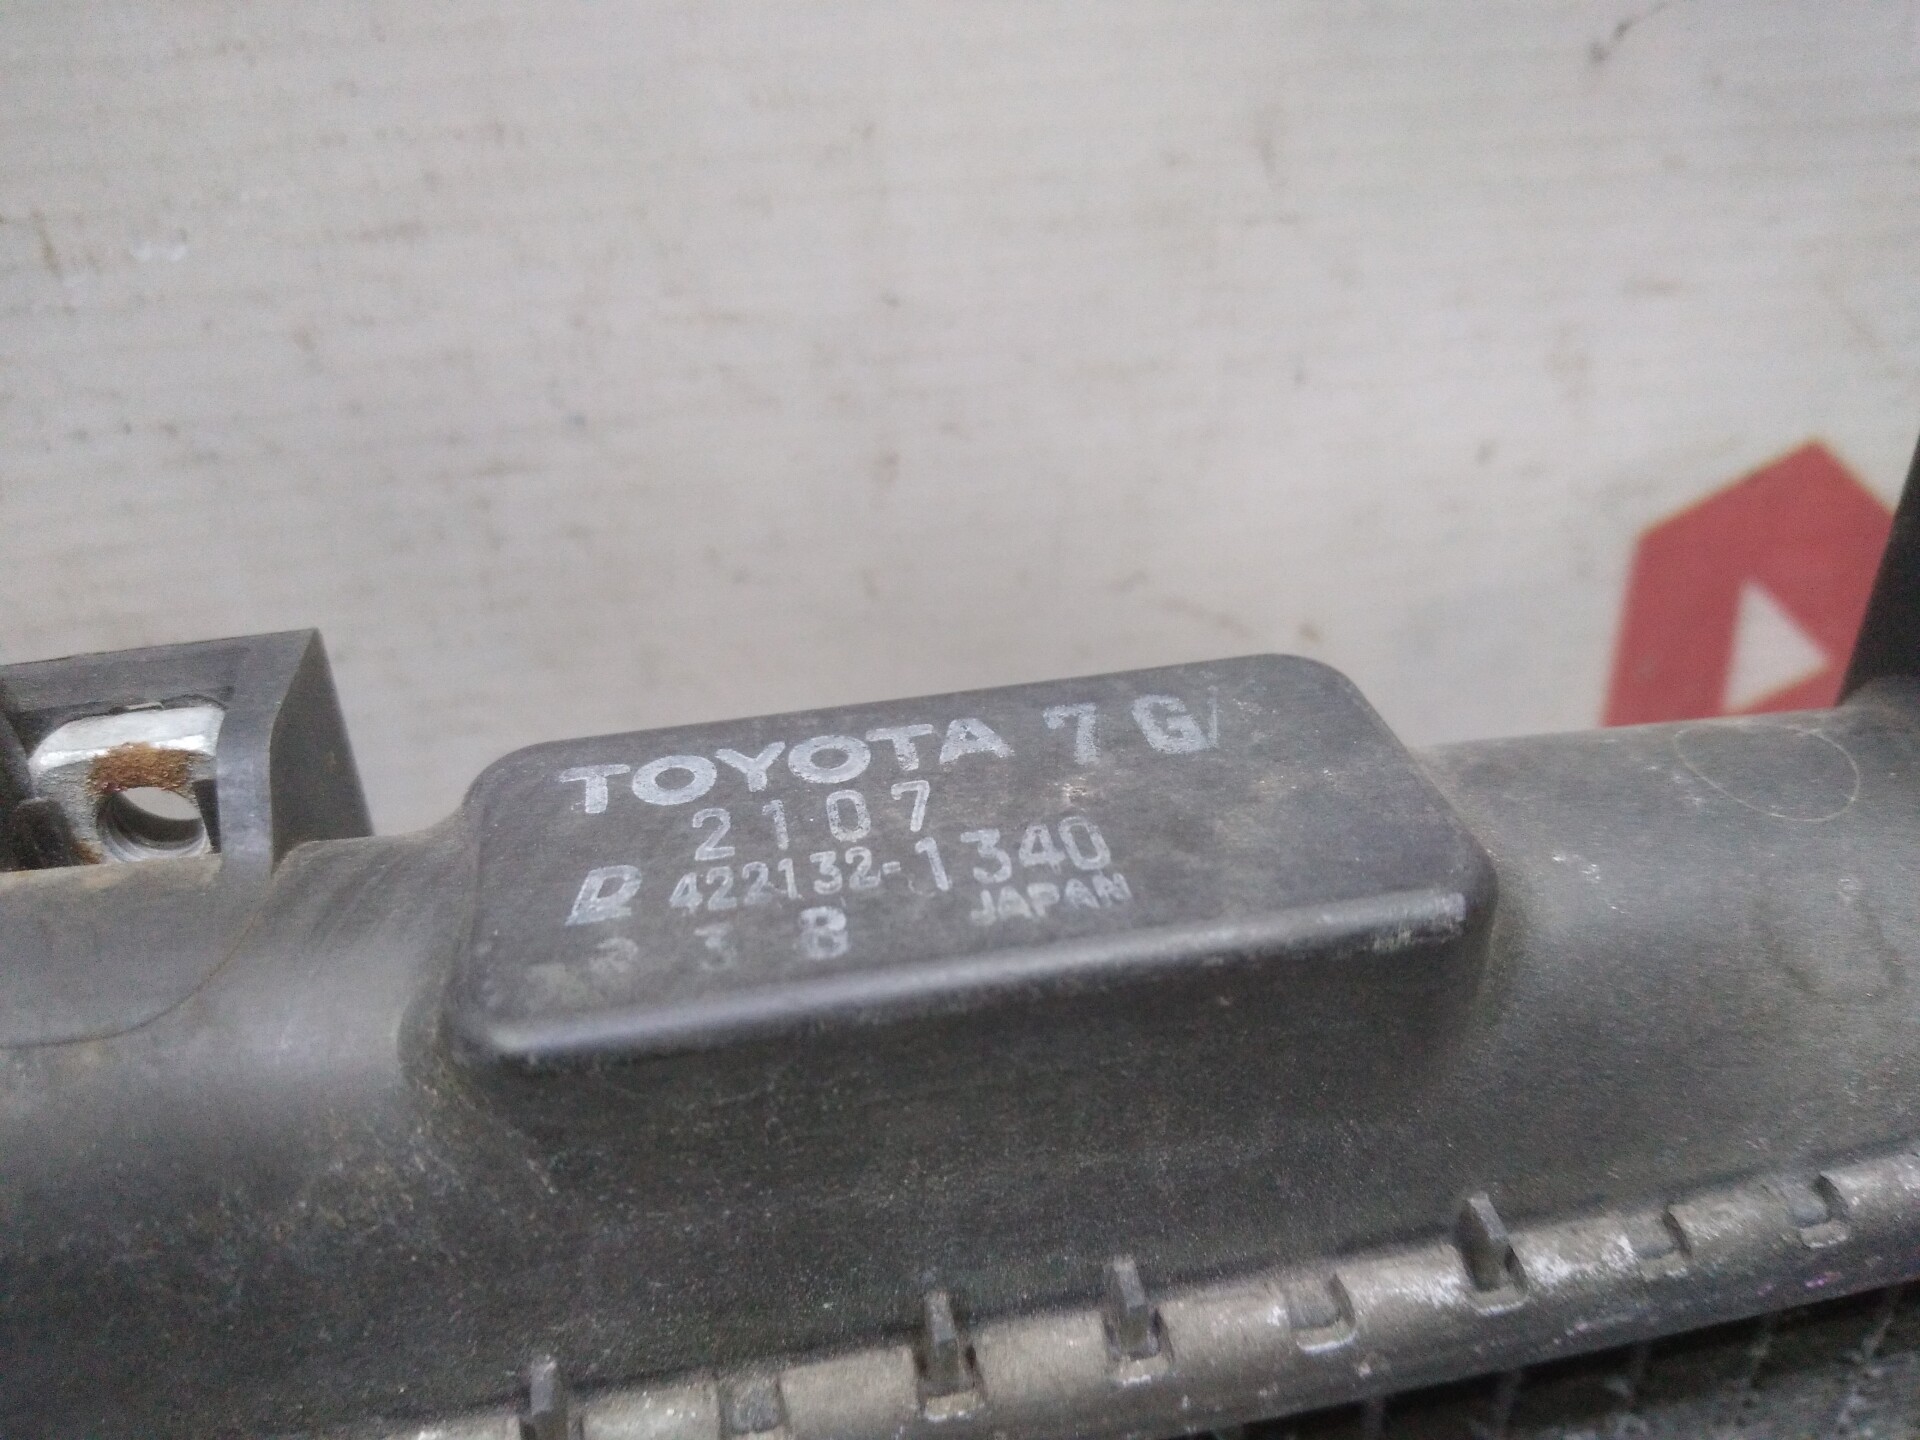 TOYOTA 7 G/
2107
422132-1340
3 8 JAPAN